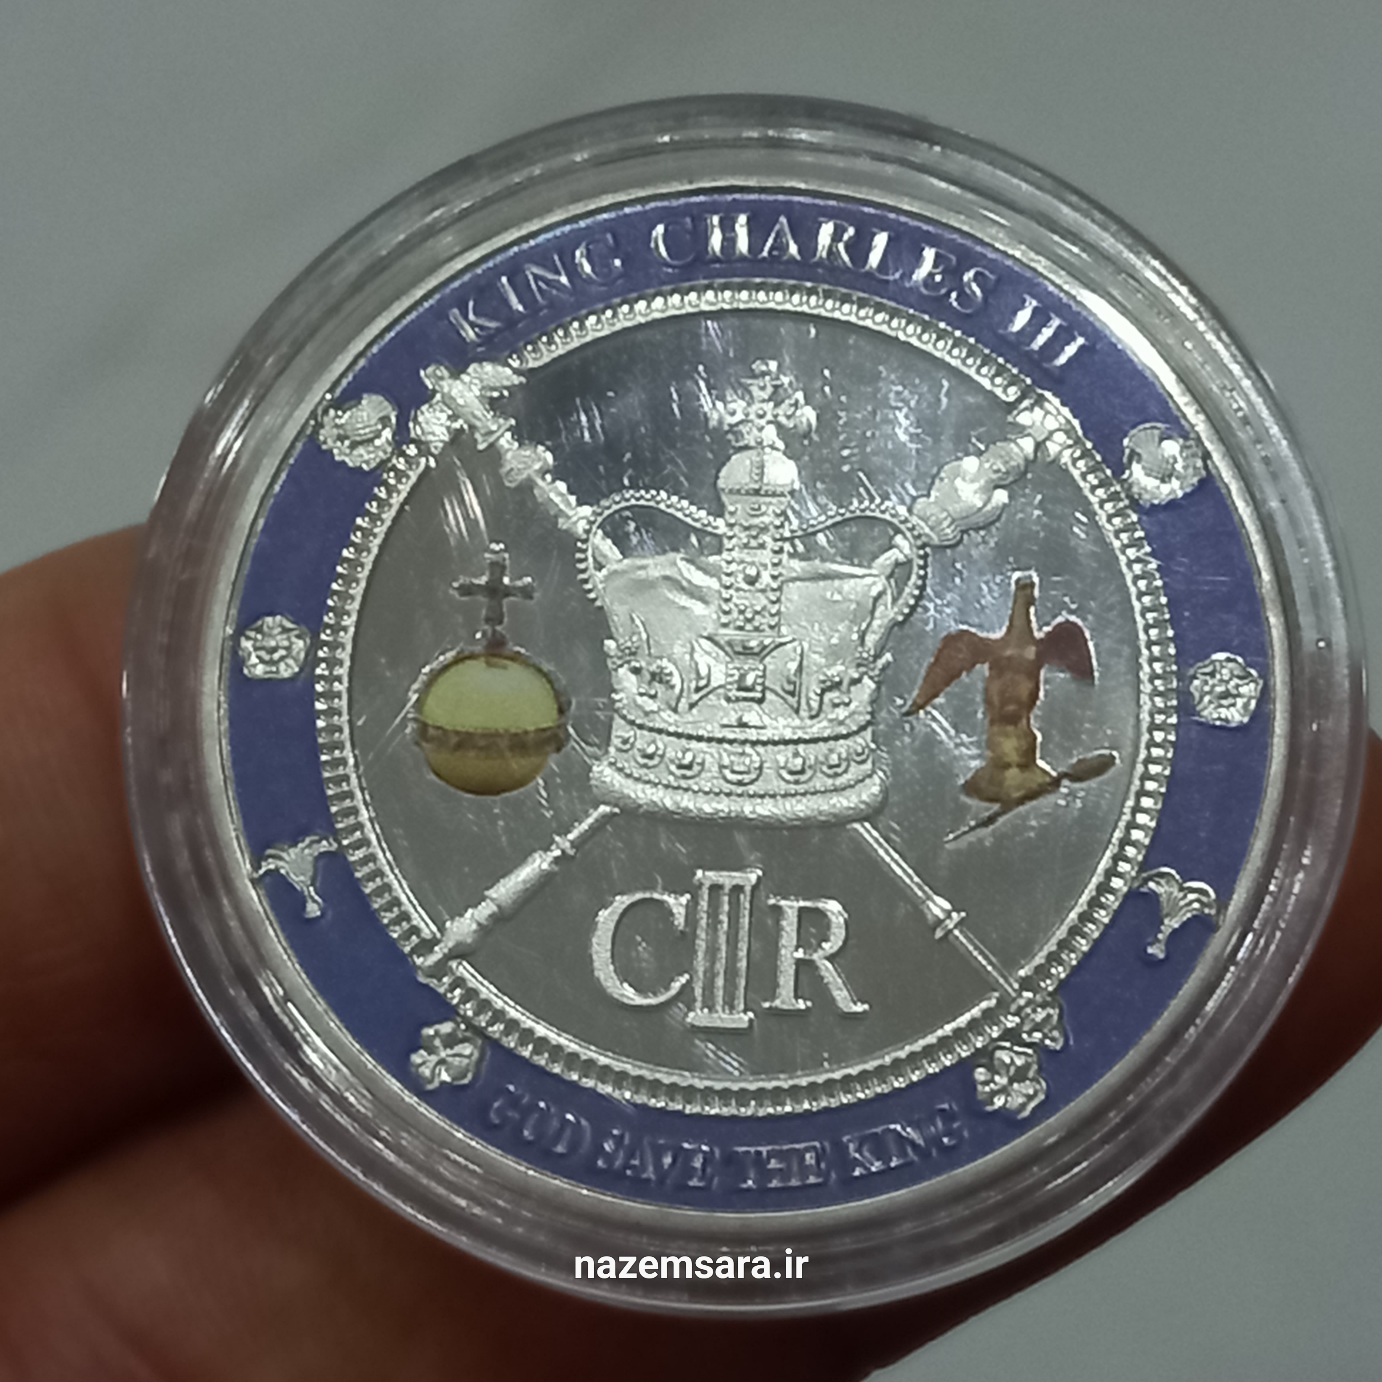 KING CHARLES III
CIIIR
GOD SAVE THE KING
nazemsara.ir